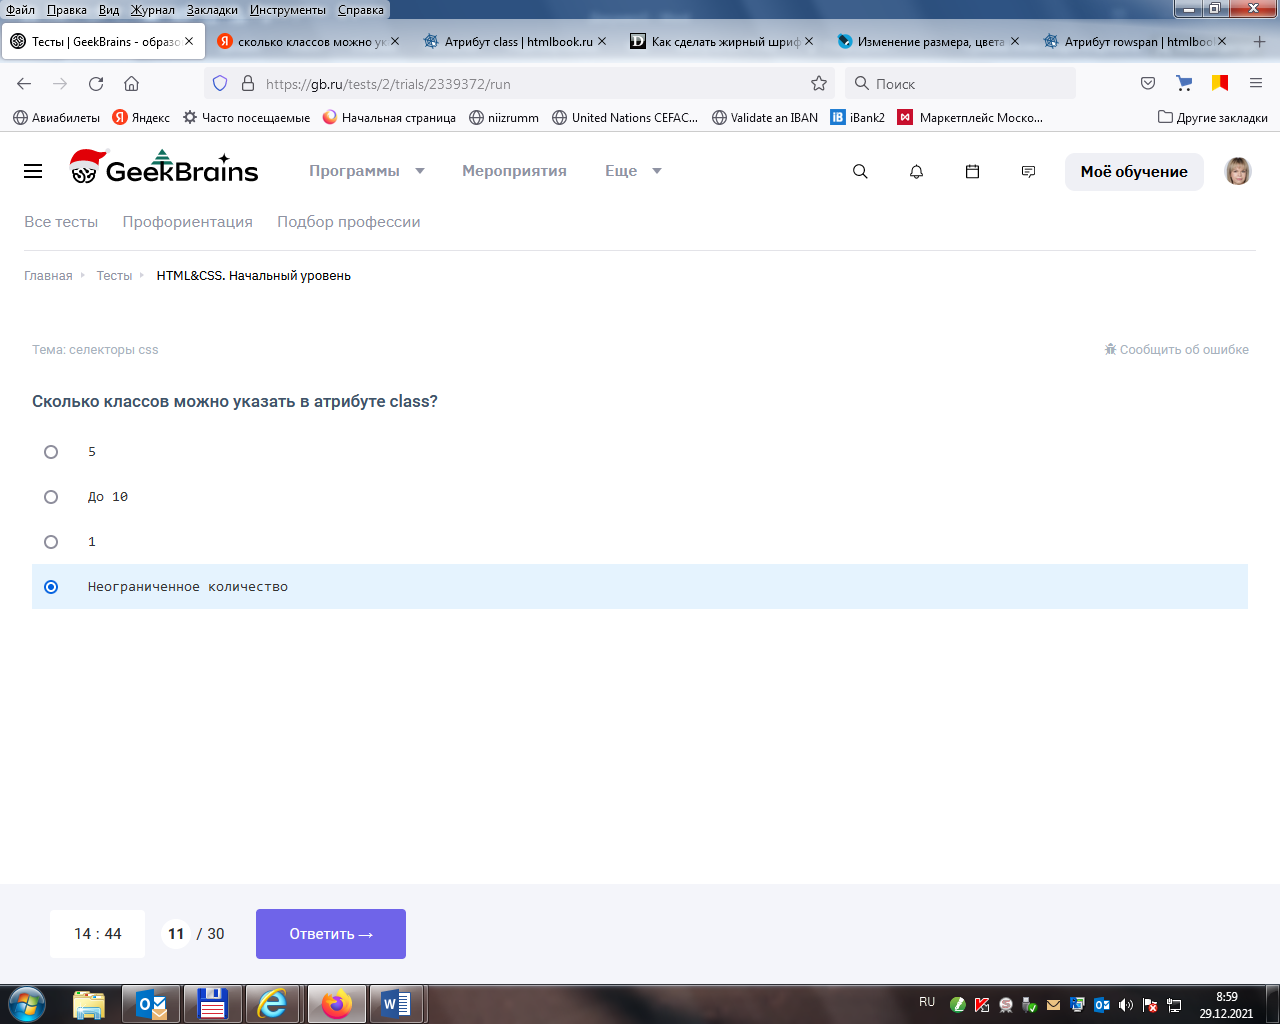 Файл Правка Вид Журнал Закладки Инструменты Справка
Тесты | GeekBrains - образо
сколько классов можно ук
Атрибут class | htmlbook.ru
Как сделать жирный шриф
Изменение размера, цвета
Атрибут rowspan | htmlbook
https://gb.ru/tests/2/trials/2339372/run
Поиск
Авиабилеты Яндекс Часто посещаемые Начальная страница niizrumm United Nations CEFAC... Validate an IBAN iBank2 Маркетплейс Моско... Другие закладки
GeekBrains Программы Мероприятия Еще Моё обучение
Все тесты Профориентация Подбор профессии
Главная Тесты HTML&CSS. Начальный уровень
Тема: селекторы css Сообщить об ошибке
Сколько классов можно указать в атрибуте class?
5
До 10
1
Неограниченное количество
14 : 44 11 / 30 Ответить →
RU 8:59
29.12.2021